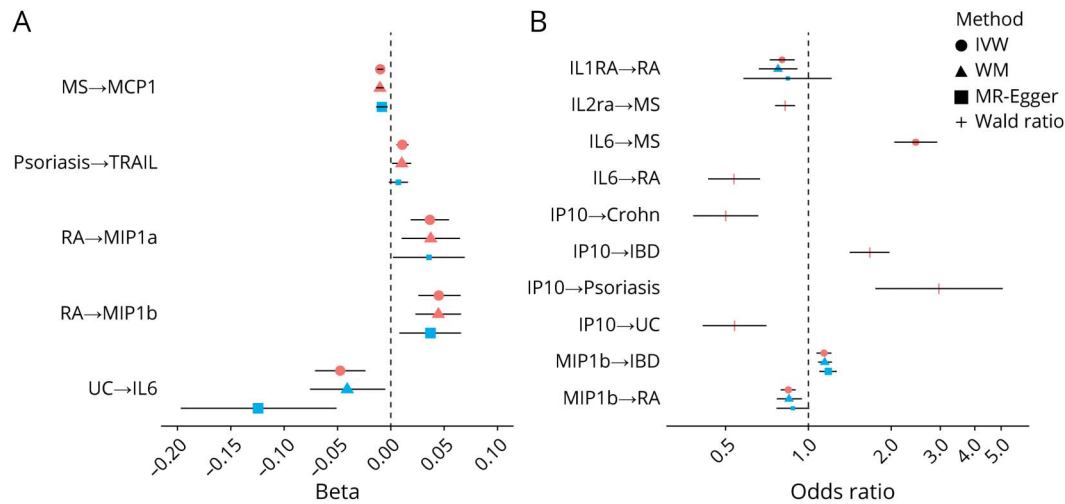 A
MS→MCP1
Psoriasis→TRAIL
RA→MIP1a
RA→MIP1b
UC→IL6
−0.20
−0.15
−0.10
−0.05
0.00
0.05
0.10
Beta
B
IL1RA→RA
IL2ra→MS
IL6→MS
IL6→RA
IP10→Crohn
IP10→IBD
IP10→Psoriasis
IP10→UC
MIP1b→IBD
MIP1b→RA
0.5
1.0
2.0
3.0
4.0
5.0
Odds ratio
Method
IVW
WM
MR-Egger
Wald ratio